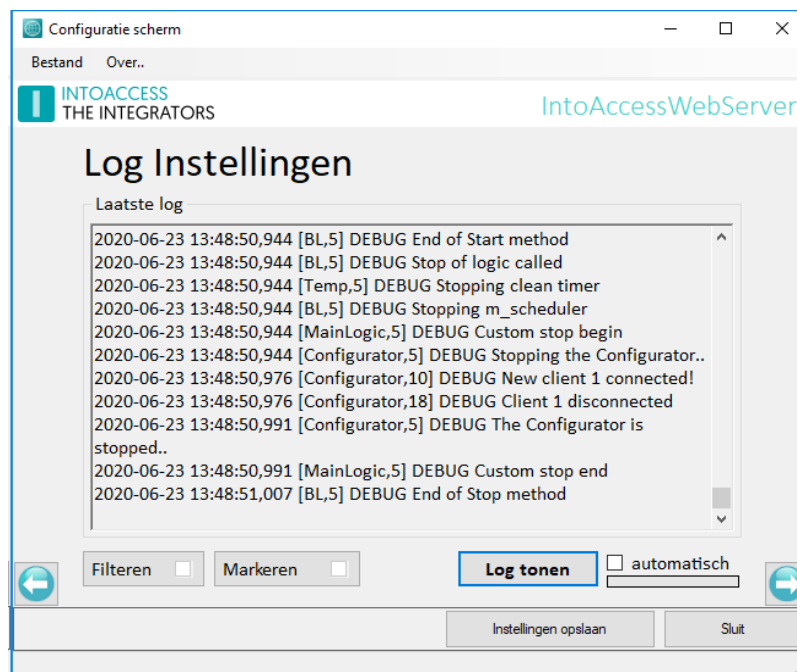 Configuratie scherm
Bestand Over..
INTOACCESS
THE INTEGRATORS
IntoAccessWebServer
Log Instellingen
Laatste log
2020-06-23 13:48:50,944 [BL,5] DEBUG End of Start method
2020-06-23 13:48:50,944 [BL,5] DEBUG Stop of logic called
2020-06-23 13:48:50,944 [Temp,5] DEBUG Stopping clean timer
2020-06-23 13:48:50,944 [BL,5] DEBUG Stopping m_scheduler
2020-06-23 13:48:50,944 [MainLogic,5] DEBUG Custom stop begin
2020-06-23 13:48:50,944 [Configurator,5] DEBUG Stopping the Configurator..
2020-06-23 13:48:50,976 [Configurator,10] DEBUG New client 1 connected!
2020-06-23 13:48:50,976 [Configurator,18] DEBUG Client 1 disconnected
2020-06-23 13:48:50,991 [Configurator,5] DEBUG The Configurator is
stopped..
2020-06-23 13:48:50,991 [MainLogic,5] DEBUG Custom stop end
2020-06-23 13:48:51,007 [BL,5] DEBUG End of Stop method
Filteren Markeren Log tonen automatisch
Instellingen opslaan Sluit